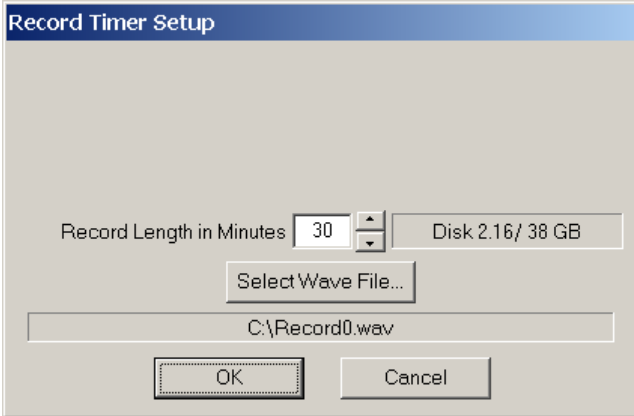 Record Timer Setup
Record Length in Minutes 30 Disk 2.16/ 38 GB
Select Wave File...
C:\Record0.wav
OK Cancel